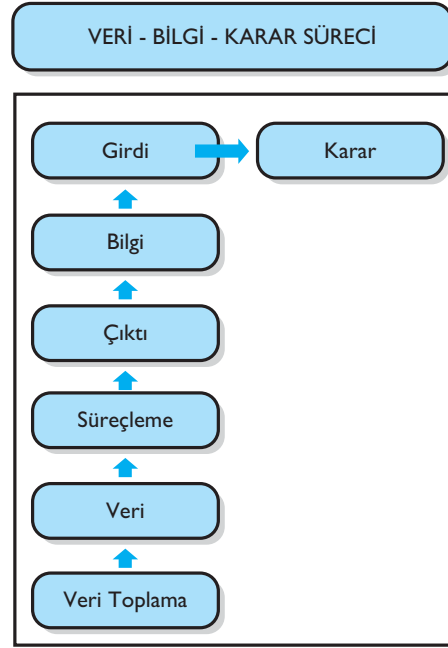 VERİ - BİLGİ - KARAR SÜRECİ
Girdi
Karar
Bilgi
Çıktı
Süreçleme
Veri
Veri Toplama